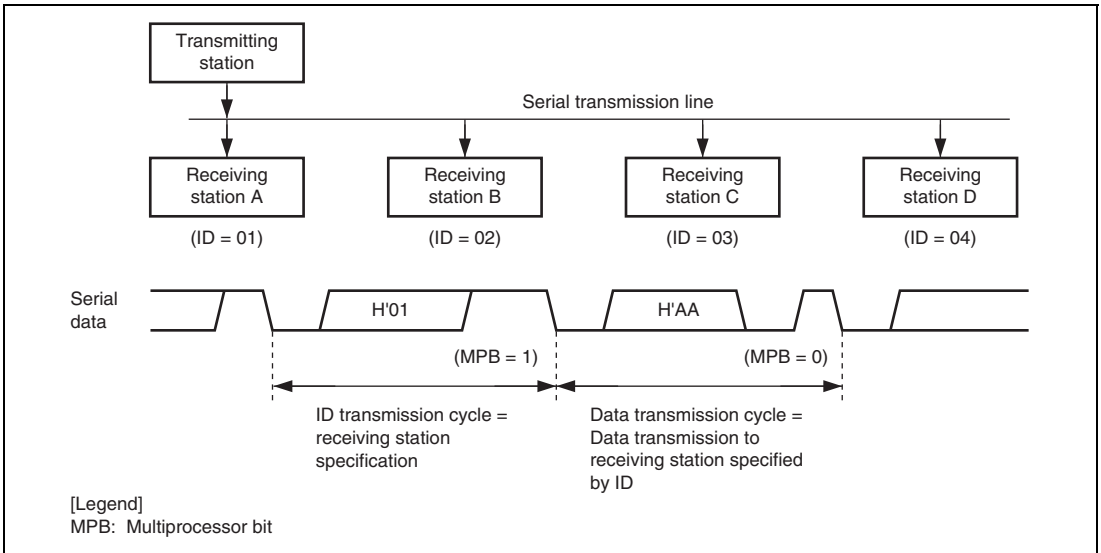 Transmitting
station
Serial transmission line
Receiving
station A
Receiving
station B
Receiving
station C
Receiving
station D
(ID = 01)
(ID = 02)
(ID = 03)
(ID = 04)
Serial
data
H'01
H'AA
(MPB = 1)
(MPB = 0)
ID transmission cycle =
receiving station
specification
Data transmission cycle =
Data transmission to
receiving station specified
by ID
[Legend]
MPB: Multiprocessor bit